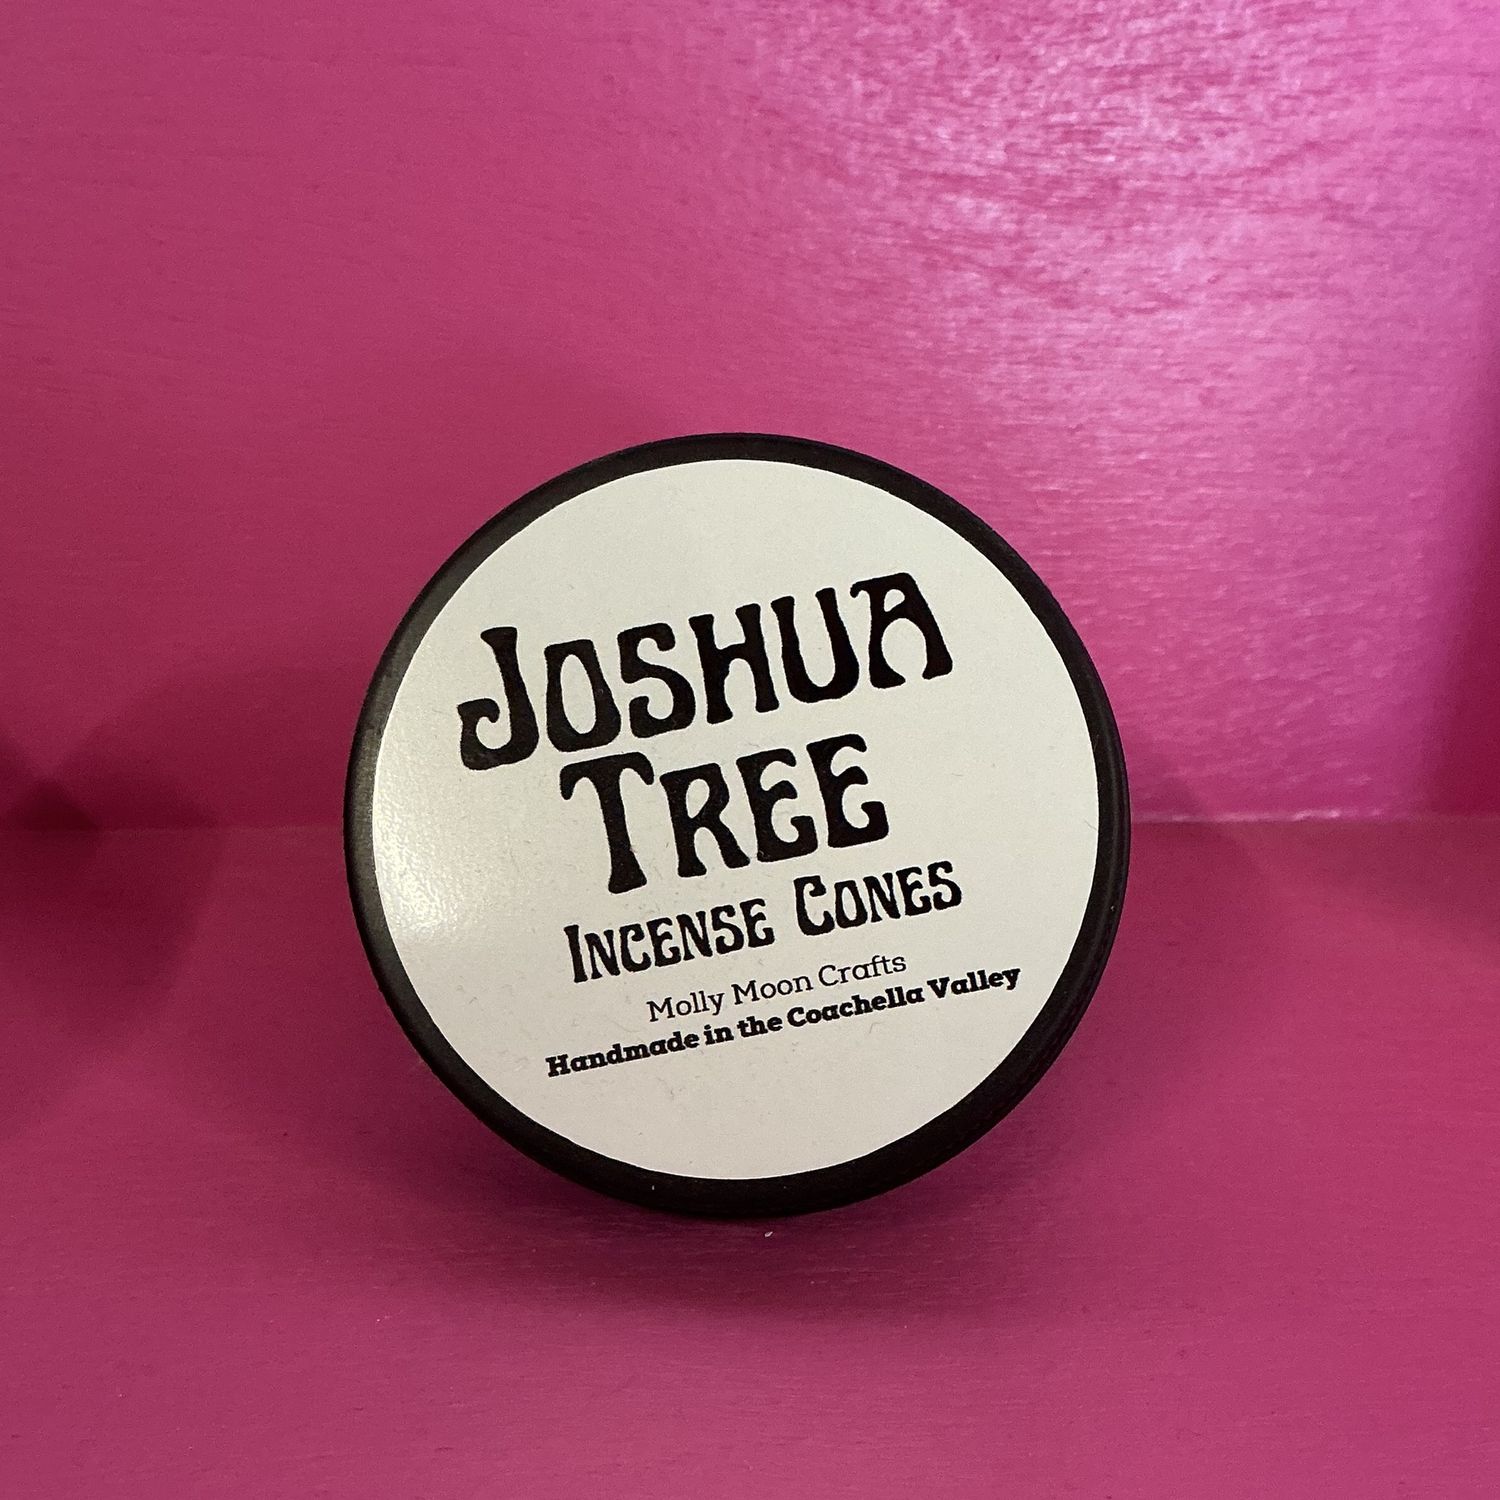 JOSHUA
TREE
INCENSE CONES
Molly Moon Crafts
Handmade in the Coachella Valley